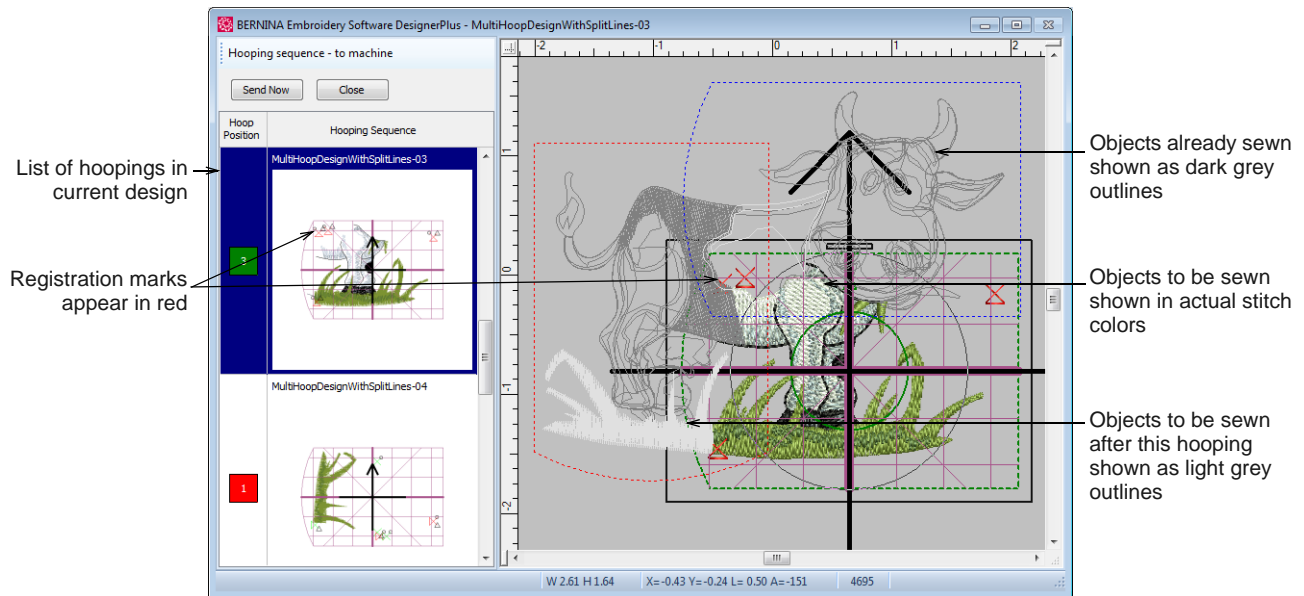 BERNINA Embroidery Software DesignerPlus - MultiHoopDesignWithSplitLines-03
Hooping sequence - to machine
Send Now
Close
Hoop
Position
Hooping Sequence
MultiHoopDesignWithSplitLines-03
3
MultiHoopDesignWithSplitLines-04
1
-2
-1
0
1
2
1
0
-1
-2
List of hoopings in
current design
Registration marks
appear in red
Objects already sewn
shown as dark grey
outlines
Objects to be sewn
shown in actual stitch
colors
Objects to be sewn
after this hooping
shown as light grey
outlines
W 2.61 H 1.64
X=-0.43 Y=-0.24 L= 0.50 A=-151
4695